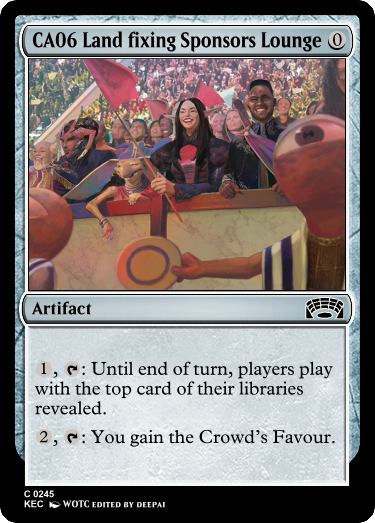 CA06 Land fixing Sponsors Lounge 0
Artifact
1, : Until end of turn, players play
with the top card of their libraries
revealed.
2, : You gain the Crowd's Favour.
C 0245
KEC WOTC EDITED BY DEEPAI